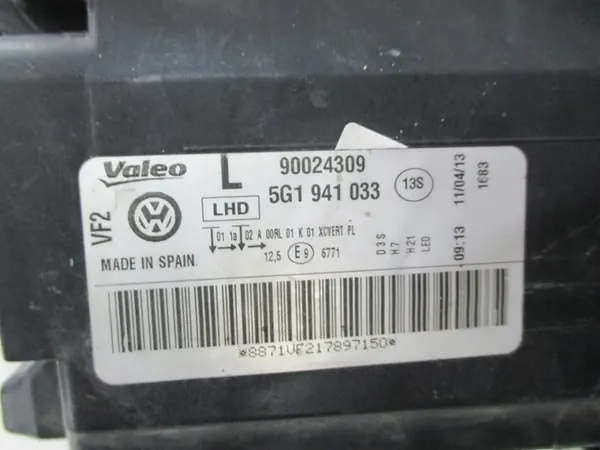 Valeo
L
90024309
5G1 941 033
13S
11/04/13
1E83
VF2
LHD
01 1a 02 A 00RL 01 K 01 XCVERT PL
12,5 E9 6771
D3S
H7
H21
LED
09:13
MADE IN SPAIN
*8871VF217897150*